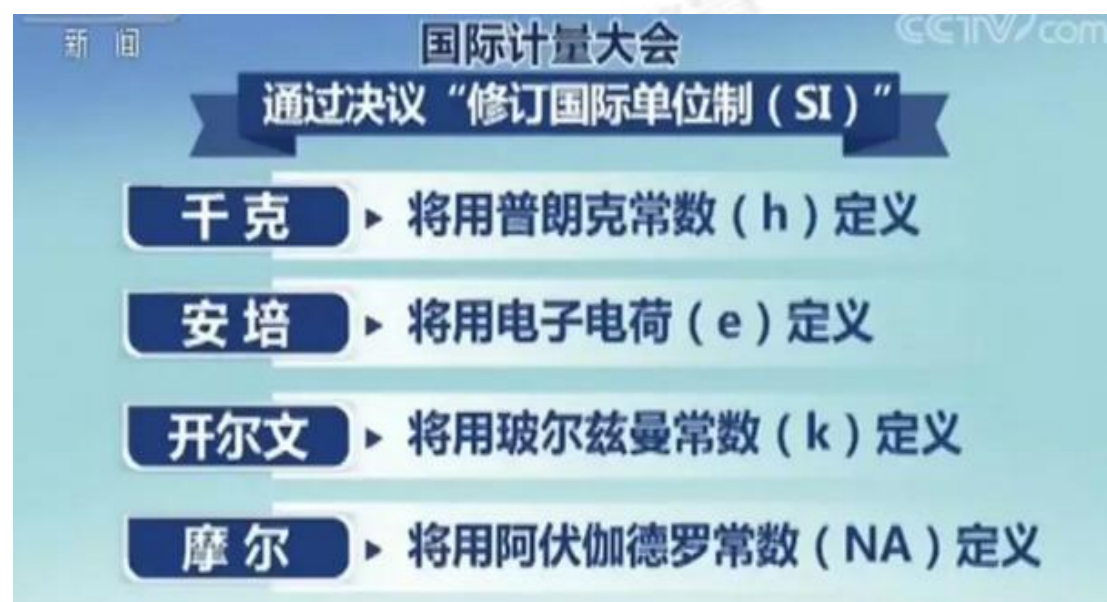 新闻
CCTV.com
国际计量大会
通过决议“修订国际单位制（SI）”
千克 ▸ 将用普朗克常数（h）定义
安培 ▸ 将用电子电荷（e）定义
开尔文 ▸ 将用玻尔兹曼常数（k）定义
摩尔 ▸ 将用阿伏伽德罗常数（NA）定义